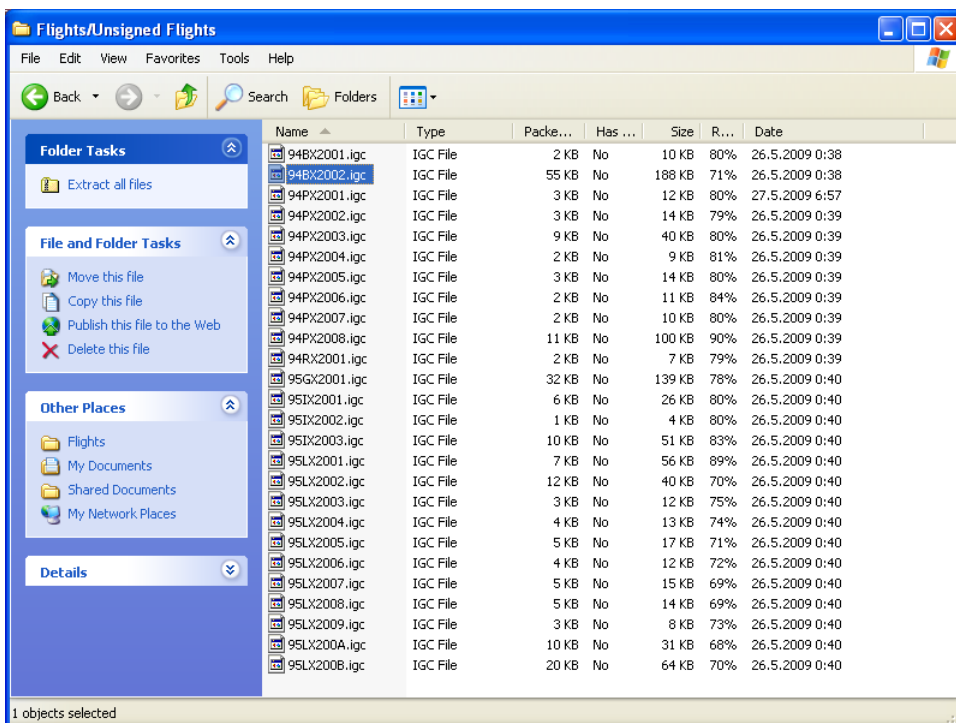 Flights/Unsigned Flights
File Edit View Favorites Tools Help
Back Search Folders
Folder Tasks
Extract all files
File and Folder Tasks
Move this file
Copy this file
Publish this file to the Web
Delete this file
Other Places
Flights
My Documents
Shared Documents
My Network Places
Details
Name Type Packe... Has ... Size R... Date
94BX2001.igc IGC File 2 KB No 10 KB 80% 26.5.2009 0:38
94BX2002.igc IGC File 55 KB No 188 KB 71% 26.5.2009 0:38
94PX2001.igc IGC File 3 KB No 12 KB 80% 27.5.2009 6:57
94PX2002.igc IGC File 3 KB No 14 KB 79% 26.5.2009 0:39
94PX2003.igc IGC File 9 KB No 40 KB 80% 26.5.2009 0:39
94PX2004.igc IGC File 2 KB No 9 KB 81% 26.5.2009 0:39
94PX2005.igc IGC File 3 KB No 14 KB 80% 26.5.2009 0:39
94PX2006.igc IGC File 2 KB No 11 KB 84% 26.5.2009 0:39
94PX2007.igc IGC File 2 KB No 10 KB 80% 26.5.2009 0:39
94PX2008.igc IGC File 11 KB No 100 KB 90% 26.5.2009 0:39
94RX2001.igc IGC File 2 KB No 7 KB 79% 26.5.2009 0:39
95GX2001.igc IGC File 32 KB No 139 KB 78% 26.5.2009 0:40
95IX2001.igc IGC File 6 KB No 26 KB 80% 26.5.2009 0:40
95IX2002.igc IGC File 1 KB No 4 KB 80% 26.5.2009 0:40
95IX2003.igc IGC File 10 KB No 51 KB 83% 26.5.2009 0:40
95LX2001.igc IGC File 7 KB No 56 KB 89% 26.5.2009 0:40
95LX2002.igc IGC File 12 KB No 40 KB 70% 26.5.2009 0:40
95LX2003.igc IGC File 3 KB No 12 KB 75% 26.5.2009 0:40
95LX2004.igc IGC File 4 KB No 13 KB 74% 26.5.2009 0:40
95LX2005.igc IGC File 5 KB No 17 KB 71% 26.5.2009 0:40
95LX2006.igc IGC File 4 KB No 12 KB 72% 26.5.2009 0:40
95LX2007.igc IGC File 5 KB No 15 KB 69% 26.5.2009 0:40
95LX2008.igc IGC File 5 KB No 14 KB 69% 26.5.2009 0:40
95LX2009.igc IGC File 3 KB No 8 KB 73% 26.5.2009 0:40
95LX200A.igc IGC File 10 KB No 31 KB 68% 26.5.2009 0:40
95LX200B.igc IGC File 20 KB No 64 KB 70% 26.5.2009 0:40
1 objects selected